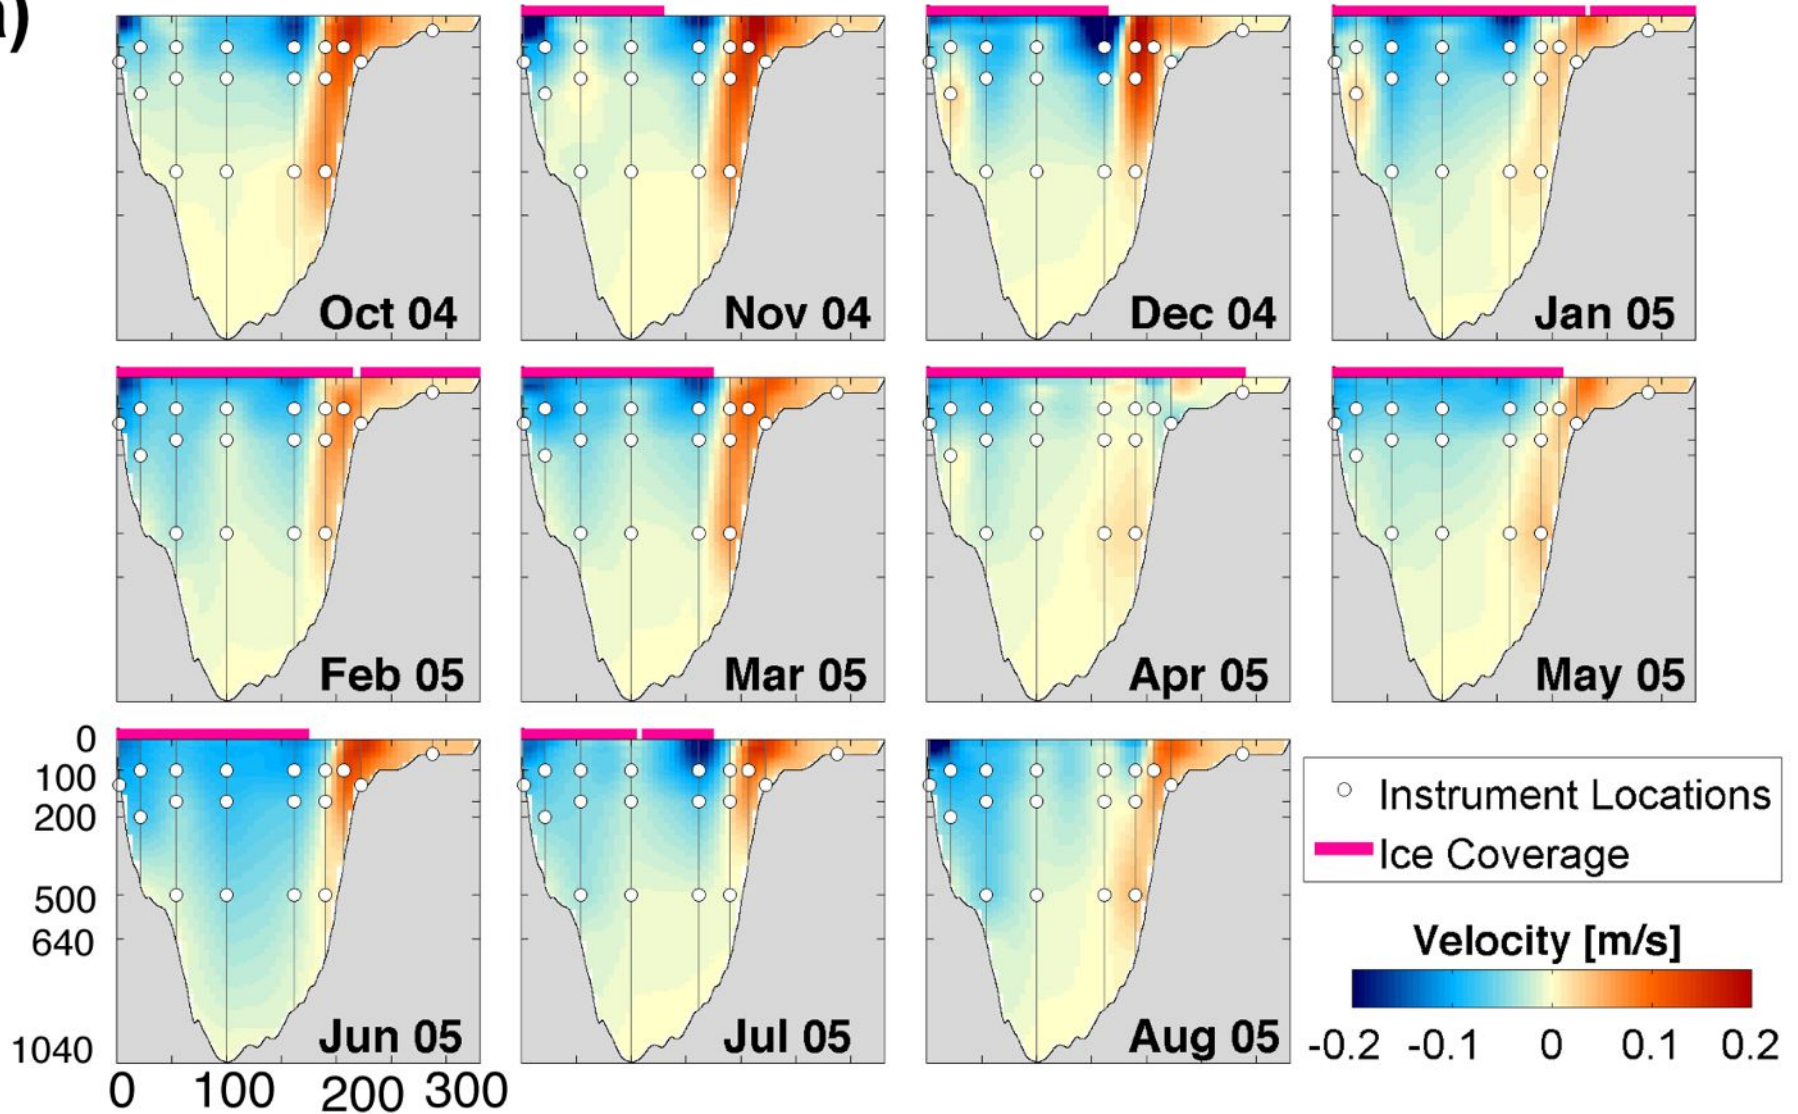 a)
Oct 04
Nov 04
Dec 04
Jan 05
Feb 05
Mar 05
Apr 05
May 05
0
100
200
500
640
1040
Jun 05
Jul 05
Aug 05
0 100 200 300
Instrument Locations
Ice Coverage
Velocity [m/s]
-0.2 -0.1 0 0.1 0.2